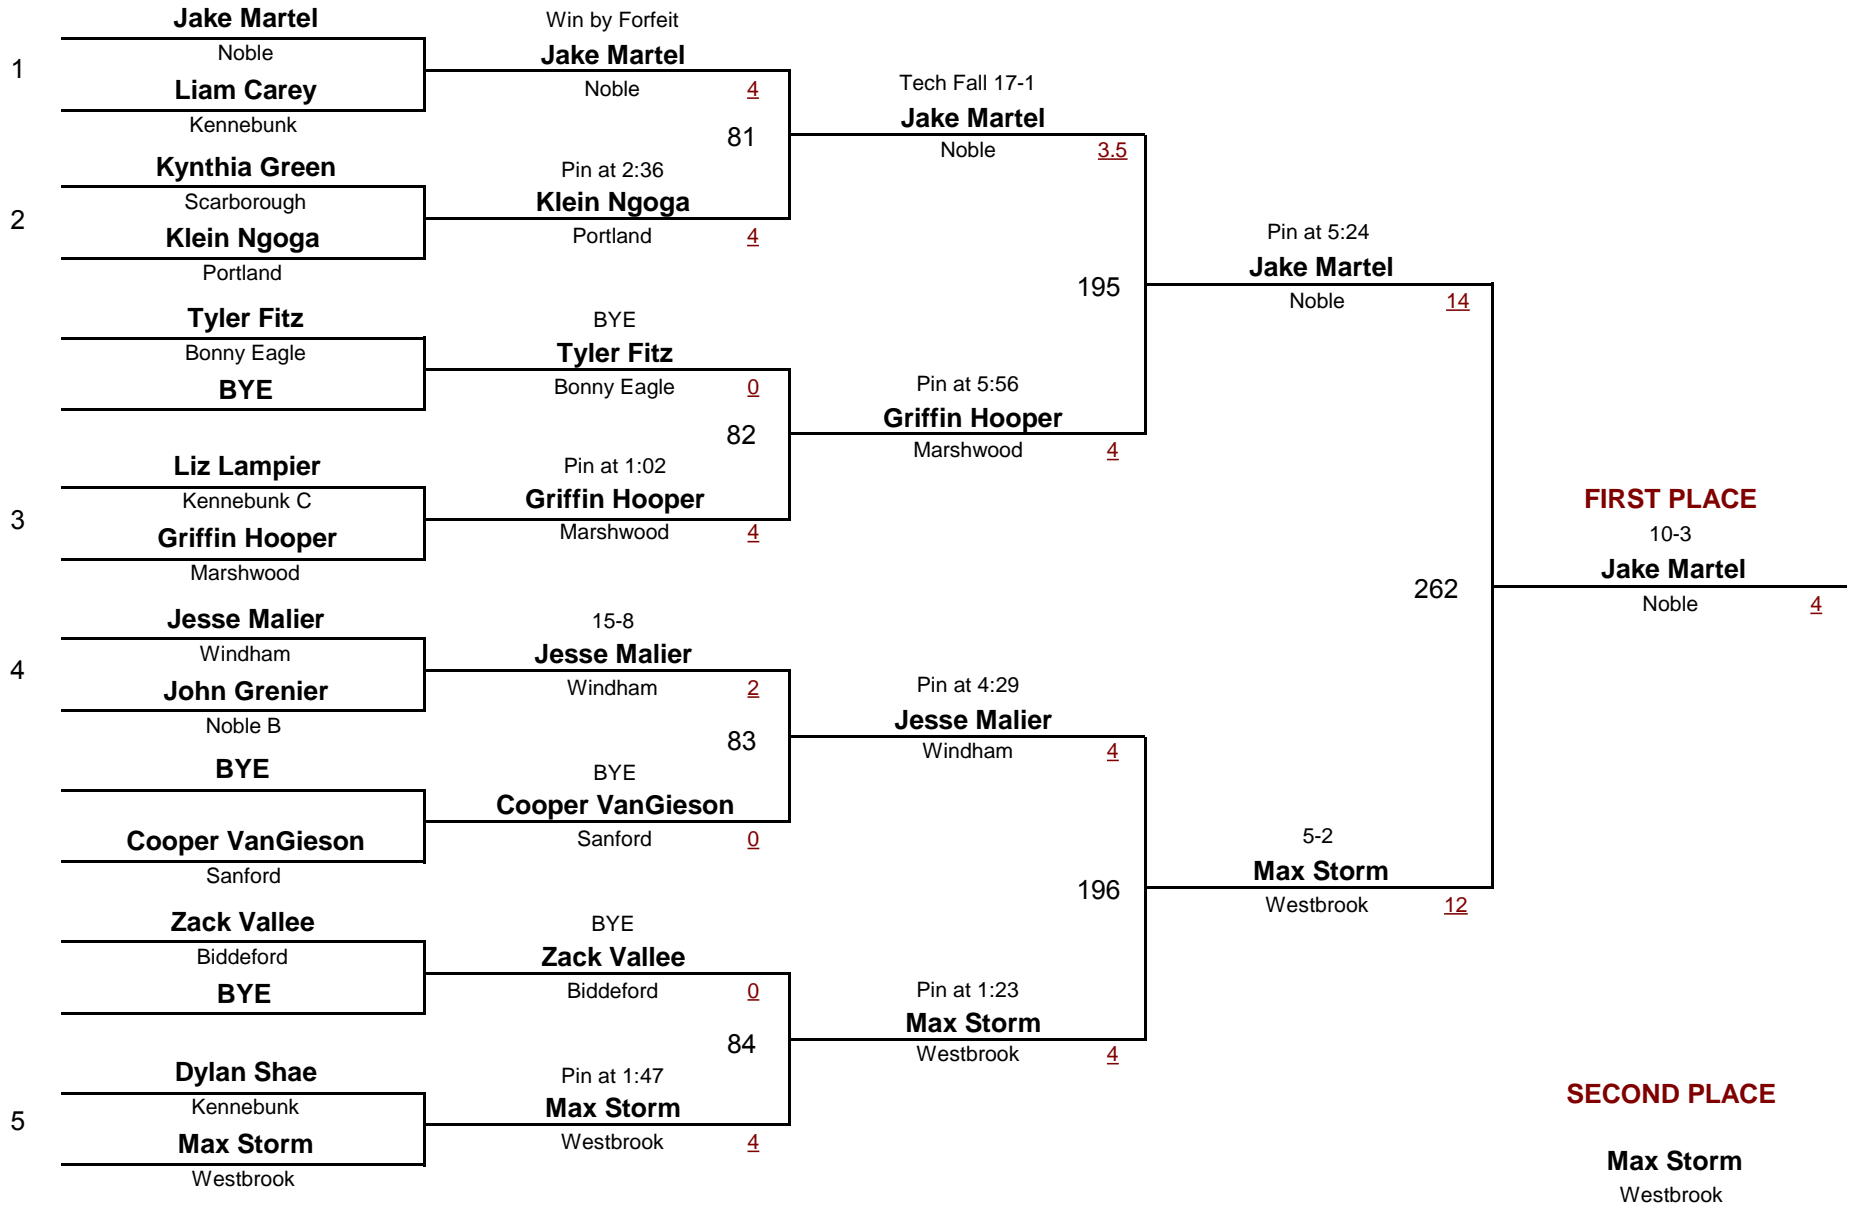 Jake Martel
Noble
1
Liam Carey
Kennebunk
Kynthia Green
Scarborough
2
Klein Ngoga
Portland
Tyler Fitz
Bonny Eagle
BYE
Liz Lampier
Kennebunk C
3
Griffin Hooper
Marshwood
Jesse Malier
Windham
4
John Grenier
Noble B
BYE
Cooper VanGieson
Sanford
Zack Vallee
Biddeford
BYE
Dylan Shae
Kennebunk
5
Max Storm
Westbrook
Win by Forfeit
Jake Martel
Noble 4
81
Pin at 2:36
Klein Ngoga
Portland 4
BYE
Tyler Fitz
Bonny Eagle 0
82
Pin at 1:02
Griffin Hooper
Marshwood 4
15-8
Jesse Malier
Windham 2
83
BYE
Cooper VanGieson
Sanford 0
BYE
Zack Vallee
Biddeford 0
84
Pin at 1:47
Max Storm
Westbrook 4
Tech Fall 17-1
Jake Martel
Noble 3.5
195
Pin at 5:56
Griffin Hooper
Marshwood 4
Pin at 4:29
Jesse Malier
Windham 4
196
Pin at 1:23
Max Storm
Westbrook 4
Pin at 5:24
Jake Martel
Noble 14
262
5-2
Max Storm
Westbrook 12
FIRST PLACE
10-3
Jake Martel
Noble 4
SECOND PLACE
Max Storm
Westbrook